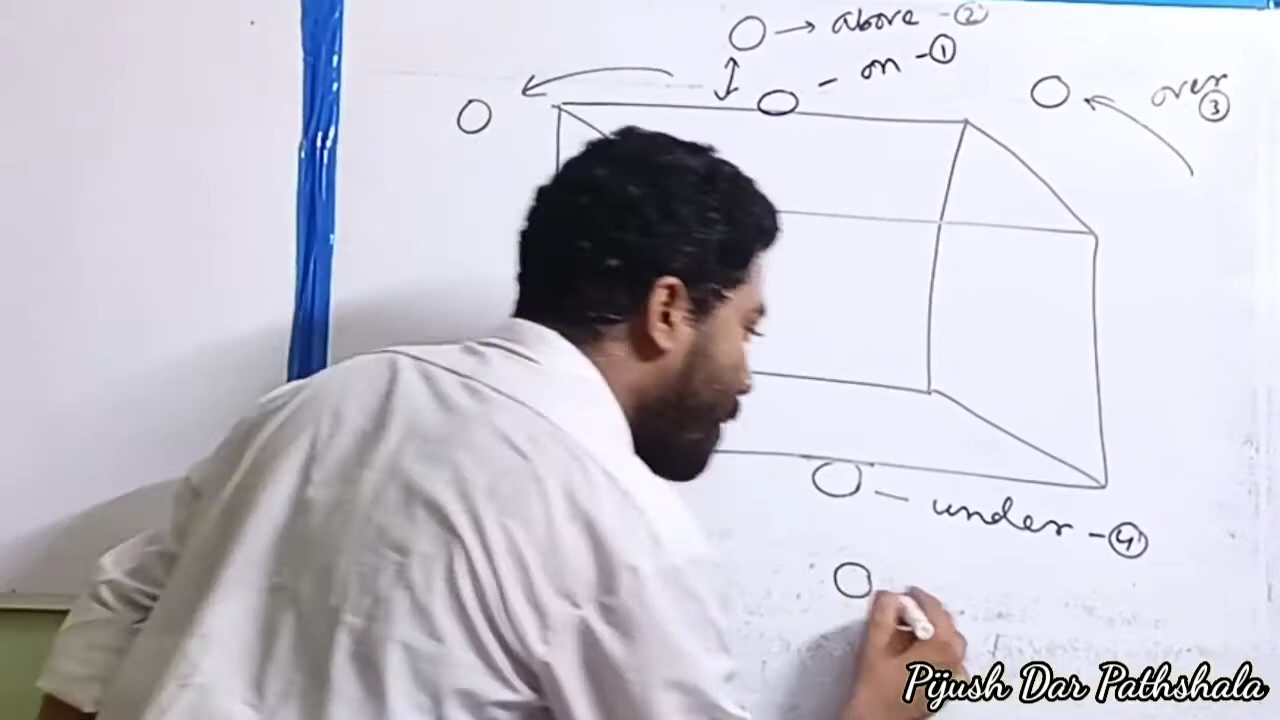 → above - ②
- on - ①
over
③
- under - ④
Pijush Dar Pathshala